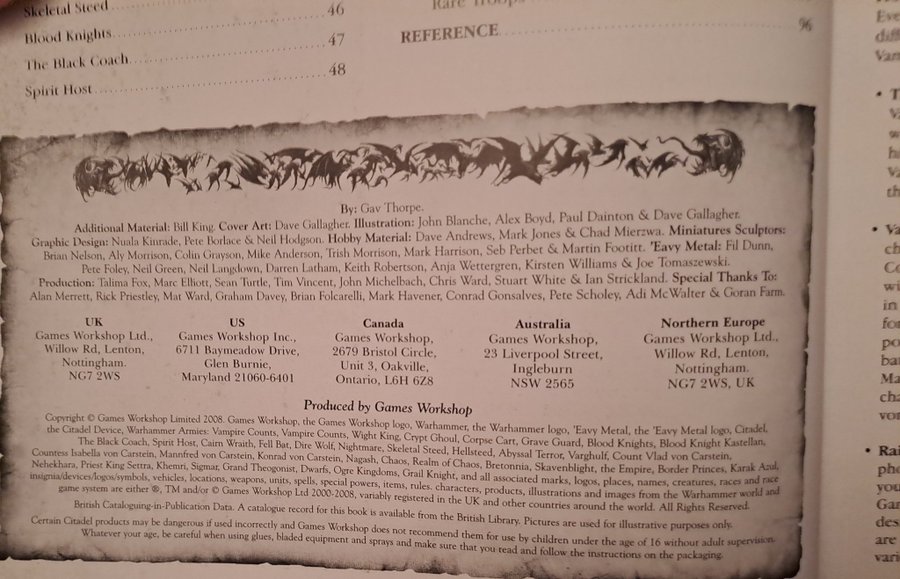 Skeletal Steed 46
Blood Knights 47
The Black Coach 48
Spirit Host
Rare Troops
REFERENCE 96
By: Gav Thorpe.
Additional Material: Bill King. Cover Art: Dave Gallagher. Illustration: John Blanche, Alex Boyd, Paul Dainton & Dave Gallagher.
Graphic Design: Nuala Kinrade, Pete Borlace & Neil Hodgson. Hobby Material: Dave Andrews, Mark Jones & Chad Mierzwa. Miniatures Sculptors:
Brian Nelson, Aly Morrison, Colin Grayson, Mike Anderson, Trish Morrison, Mark Harrison, Seb Perbet & Martin Footitt. 'Eavy Metal: Fil Dunn,
Pete Foley, Neil Green, Neil Langdown, Darren Latham, Keith Robertson, Anja Wettergren, Kirsten Williams & Joe Tomaszewski.
Production: Talima Fox, Marc Elliott, Sean Turtle, Tim Vincent, John Michelbach, Chris Ward, Stuart White & Ian Strickland. Special Thanks To:
Alan Merrett, Rick Priestley, Mat Ward, Graham Davey, Brian Folcarelli, Mark Havener, Conrad Gonsalves, Pete Scholey, Adi McWalter & Goran Farm.
UK
Games Workshop Ltd.,
Willow Rd, Lenton,
Nottingham.
NG7 2WS
US
Games Workshop Inc.,
6711 Baymeadow Drive,
Glen Burnie,
Maryland 21060-6401
Canada
Games Workshop,
2679 Bristol Circle,
Unit 3, Oakville,
Ontario, L6H 6Z8
Australia
Games Workshop,
23 Liverpool Street,
Ingleburn
NSW 2565
Northern Europe
Games Workshop Ltd.,
Willow Rd, Lenton,
Nottingham.
NG7 2WS, UK
Produced by Games Workshop
Copyright © Games Workshop Limited 2008. Games Workshop, the Games Workshop logo, Warhammer, the Warhammer logo, 'Eavy Metal, the 'Eavy Metal logo, Citadel,
the Citadel Device, Warhammer Armies: Vampire Counts, Vampire Counts, Wight King, Crypt Ghoul, Corpse Cart, Grave Guard, Blood Knights, Blood Knight Kastellan,
The Black Coach, Spirit Host, Cairn Wraith, Fell Bat, Dire Wolf, Nightmare, Skeletal Steed, Hellsteed, Abyssal Terror, Varghulf, Count Vlad von Carstein,
Countess Isabella von Carstein, Mannfred von Carstein, Konrad von Carstein, Nagash, Chaos, Realm of Chaos, Bretonnia, Skavenblight, the Empire, Border Princes, Karak Azul,
Nehekhara, Priest King Settra, Khemri, Sigmar, Grand Theogonist, Dwarfs, Ogre Kingdoms, Grail Knight, and all associated marks, logos, places, names, creatures, races and race
insignia/devices/logos/symbols, vehicles, locations, weapons, units, spells, special powers, items, rules, characters, products, illustrations and images from the Warhammer world and
game system are either ®, TM and/or © Games Workshop Ltd 2000-2008, variably registered in the UK and other countries around the world. All Rights Reserved.
British Cataloguing-in-Publication Data. A catalogue record for this book is available from the British Library. Pictures are used for illustrative purposes only.
Certain Citadel products may be dangerous if used incorrectly and Games Workshop does not recommend them for use by children under the age of 16 without adult supervision.
Whatever your age, be careful when using glues, bladed equipment and sprays and make sure that you read and follow the instructions on the packaging.